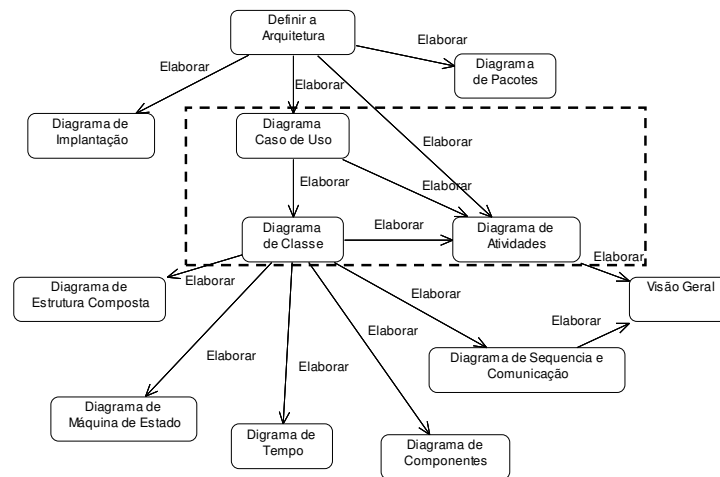 Definir a
Arquitetura
Elaborar
Diagrama
de Pacotes
Elaborar
Elaborar
Diagrama de
Implantação
Diagrama
Caso de Uso
Elaborar
Elaborar
Elaborar
Diagrama
de Classe
Elaborar
Diagrama de
Atividades
Elaborar
Diagrama de
Estrutura Composta
Elaborar
Visão Geral
Elaborar
Elaborar
Elaborar
Diagrama de Sequencia e
Comunicação
Elaborar
Elaborar
Diagrama de
Máquina de Estado
Digrama de
Tempo
Diagrama de
Componentes